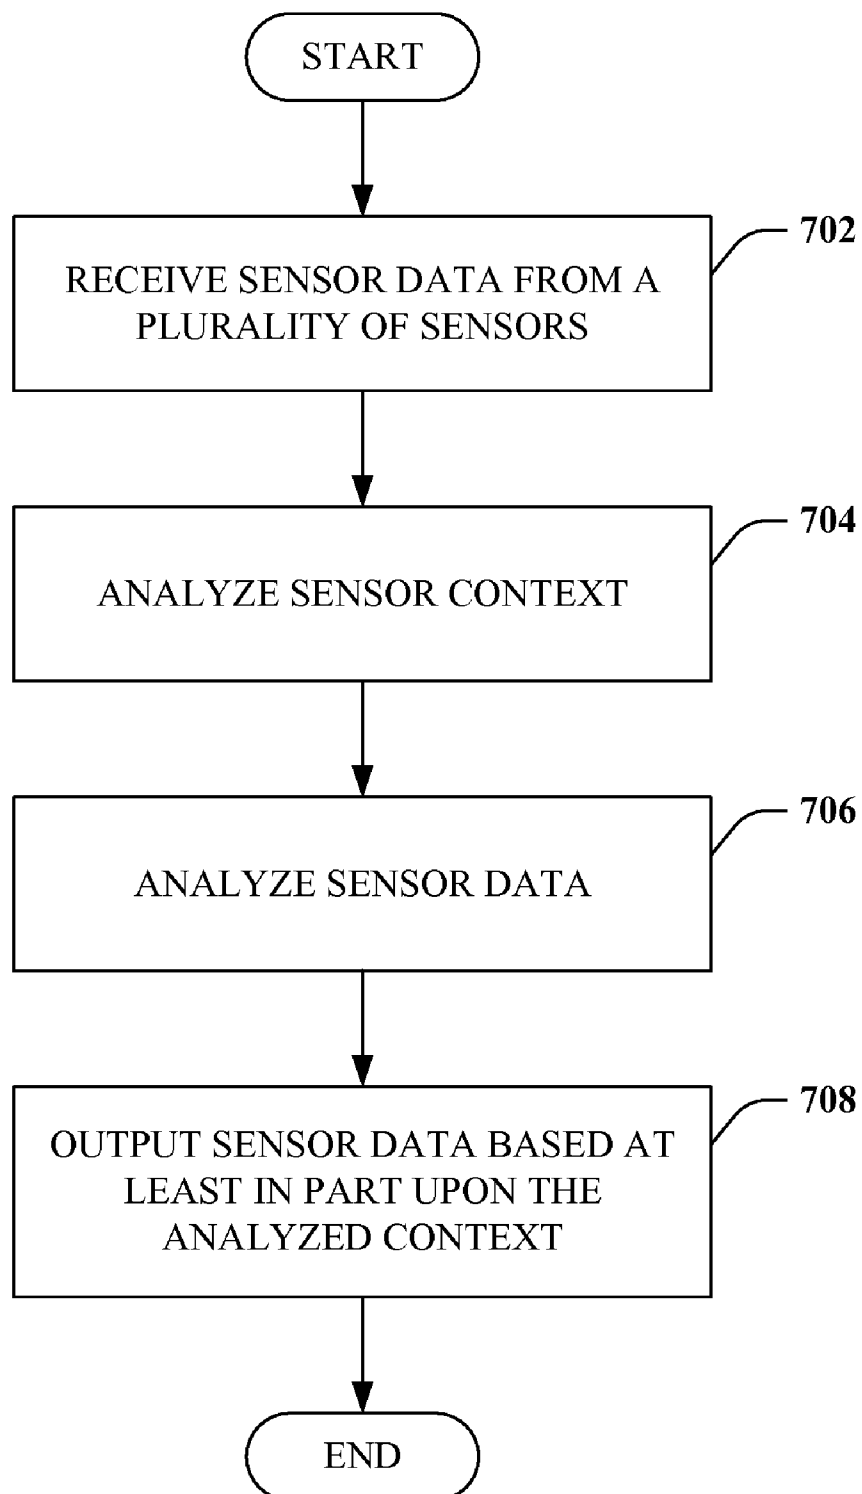 START
702
RECEIVE SENSOR DATA FROM A
PLURALITY OF SENSORS
704
ANALYZE SENSOR CONTEXT
706
ANALYZE SENSOR DATA
708
OUTPUT SENSOR DATA BASED AT
LEAST IN PART UPON THE
ANALYZED CONTEXT
END